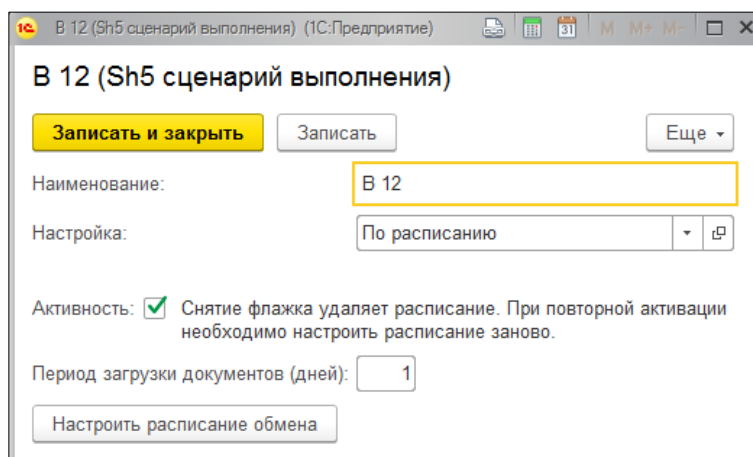 1С В 12 (Sh5 сценарий выполнения) (1С:Предприятие) 31 M M+ M-
В 12 (Sh5 сценарий выполнения)
Записать и закрыть Записать Еще
Наименование: В 12
Настройка: По расписанию
Активность: Снятие флажка удаляет расписание. При повторной активации
необходимо настроить расписание заново.
Период загрузки документов (дней): 1
Настроить расписание обмена